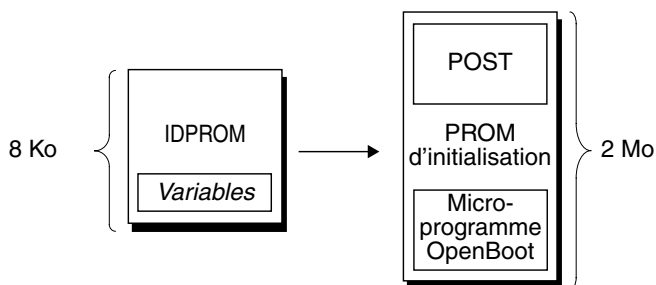 8 Ko
IDPROM
Variables
POST
PROM
d'initialisation
Micro-
programme
OpenBoot
2 Mo